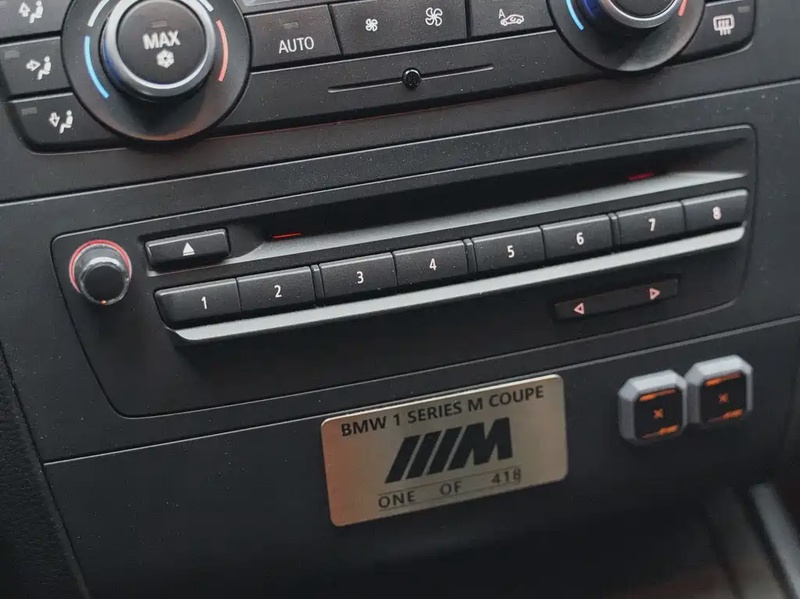 MAX
AUTO
A
1 2 3 4 5 6 7 8
BMW 1 SERIES M COUPE
M
ONE OF 418